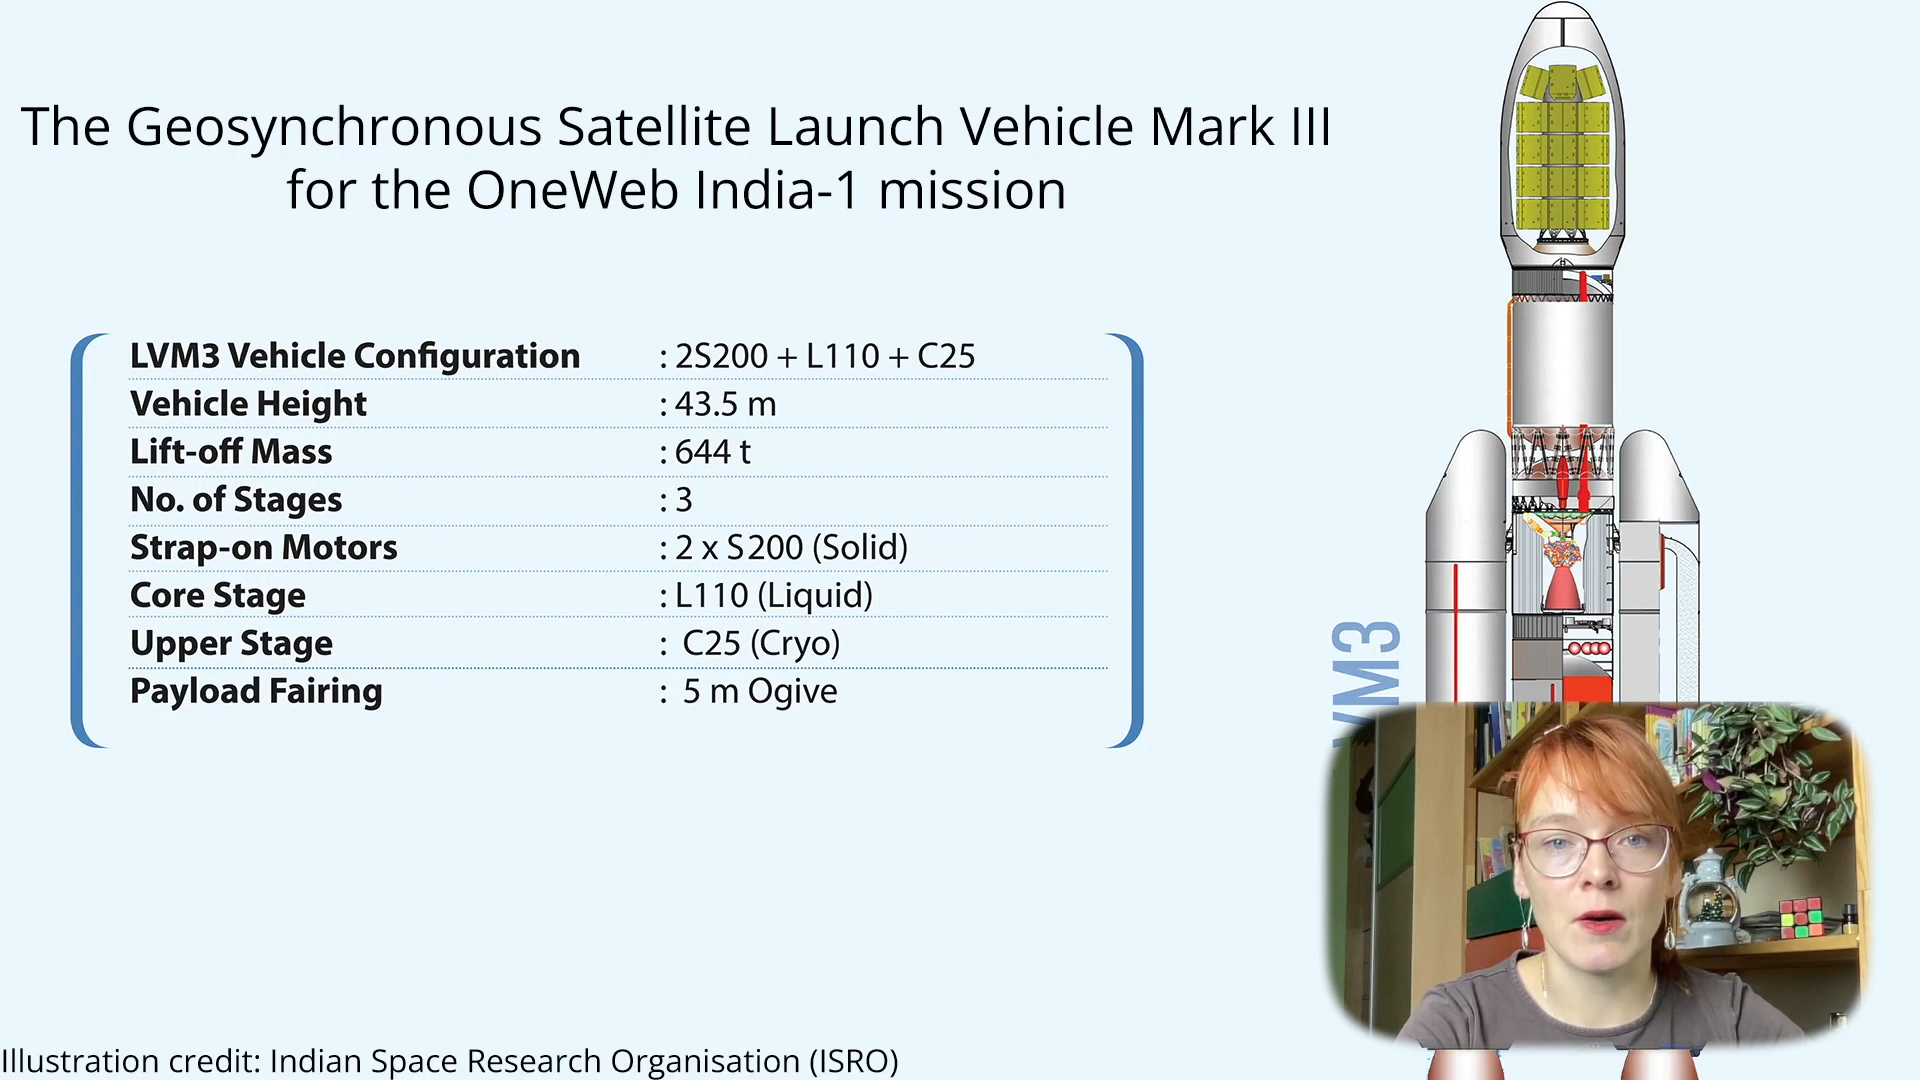 The Geosynchronous Satellite Launch Vehicle Mark III
for the OneWeb India-1 mission
LVM3 Vehicle Configuration : 2S200 + L110 + C25
Vehicle Height : 43.5 m
Lift-off Mass : 644 t
No. of Stages : 3
Strap-on Motors : 2 x S200 (Solid)
Core Stage : L110 (Liquid)
Upper Stage : C25 (Cryo)
Payload Fairing : 5 m Ogive
LVM3
Illustration credit: Indian Space Research Organisation (ISRO)